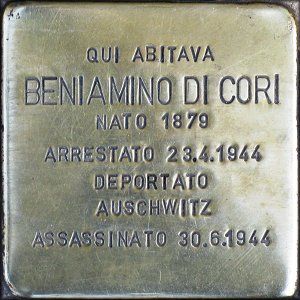 QUI ABITAVA
BENIAMINO DI CORI
NATO 1879
ARRESTATO 23.4.1944
DEPORTATO
AUSCHWITZ
ASSASSINATO 30.6.1944